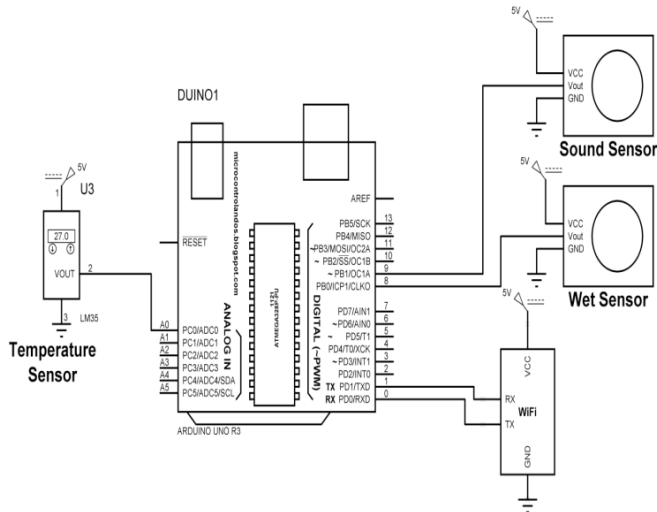 5V
VCC
Vout
GND
Sound Sensor
5V
VCC
Vout
GND
Wet Sensor
5V
VCC
WiFi
RX
TX
GND
5V
1
U3
27.0
VOUT
2
3
LM35
Temperature
Sensor
DUINO1
microcontrolandos.blogspot.com
RESET
AREF
PB5/SCK 13
PB4/MISO 12
~PB3/MOSI/OC2A 11
~ PB2/SS/OC1B 10
~ PB1/OC1A 9
PB0/ICP1/CLKO 8
PD7/AIN1 7
~PD6/AIN0 6
~ PD5/T1 5
PD4/T0/XCK 4
~PD3/INT1 3
PD2/INT0 2
TX PD1/TXD 1
RX PD0/RXD 0
1121
ATMEGA328P-PU
DIGITAL (~PWM)
ANALOG IN
A0 PC0/ADC0
A1 PC1/ADC1
A2 PC2/ADC2
A3 PC3/ADC3
A4 PC4/ADC4/SDA
A5 PC5/ADC5/SCL
ARDUINO UNO R3